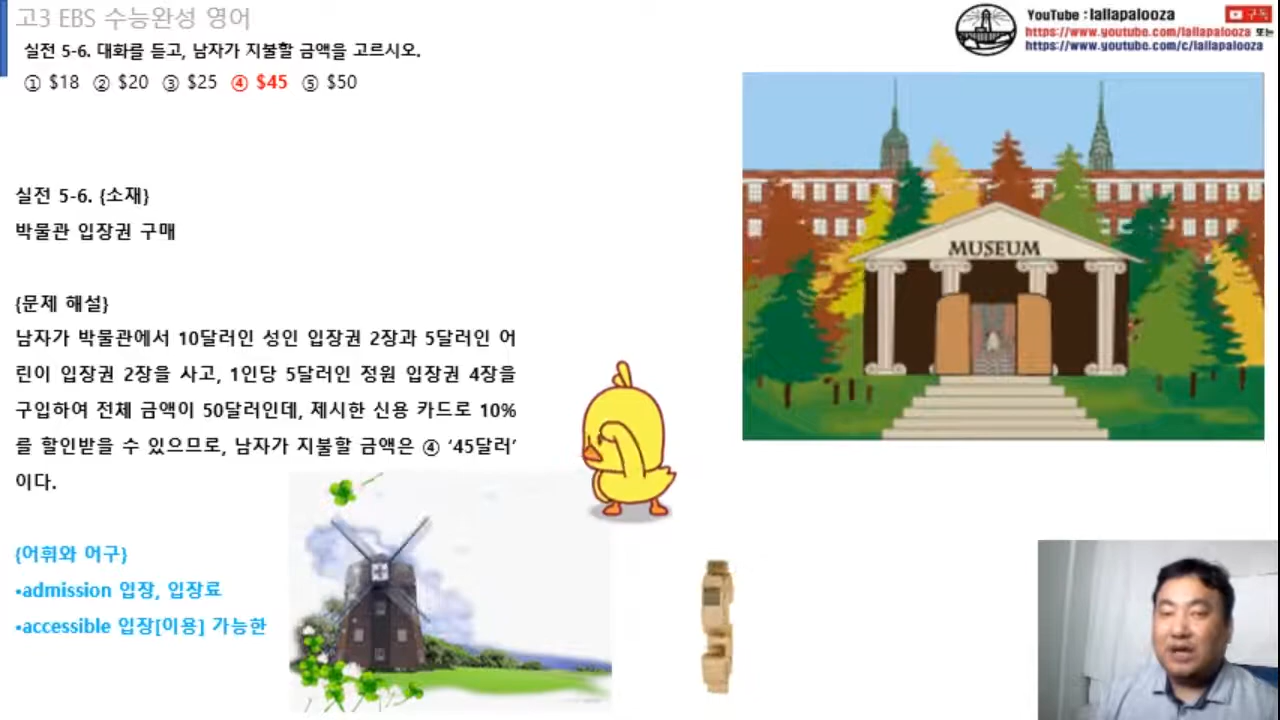 고3 EBS 수능완성 영어
실전 5-6. 대화를 듣고, 남자가 지불할 금액을 고르시오.
① $18 ② $20 ③ $25 ④ $45 ⑤ $50
YouTube : lallapalooza
구독
https://www.youtube.com/lallapalooza 또는
https://www.youtube.com/c/lallapalooza
MUSEUM
실전 5-6. {소재}
박물관 입장권 구매
{문제 해설}
남자가 박물관에서 10달러인 성인 입장권 2장과 5달러인 어
린이 입장권 2장을 사고, 1인당 5달러인 정원 입장권 4장을
구입하여 전체 금액이 50달러인데, 제시한 신용 카드로 10%
를 할인받을 수 있으므로, 남자가 지불할 금액은 ④ ‘45달러’
이다.
{어휘와 어구}
•admission 입장, 입장료
•accessible 입장[이용] 가능한